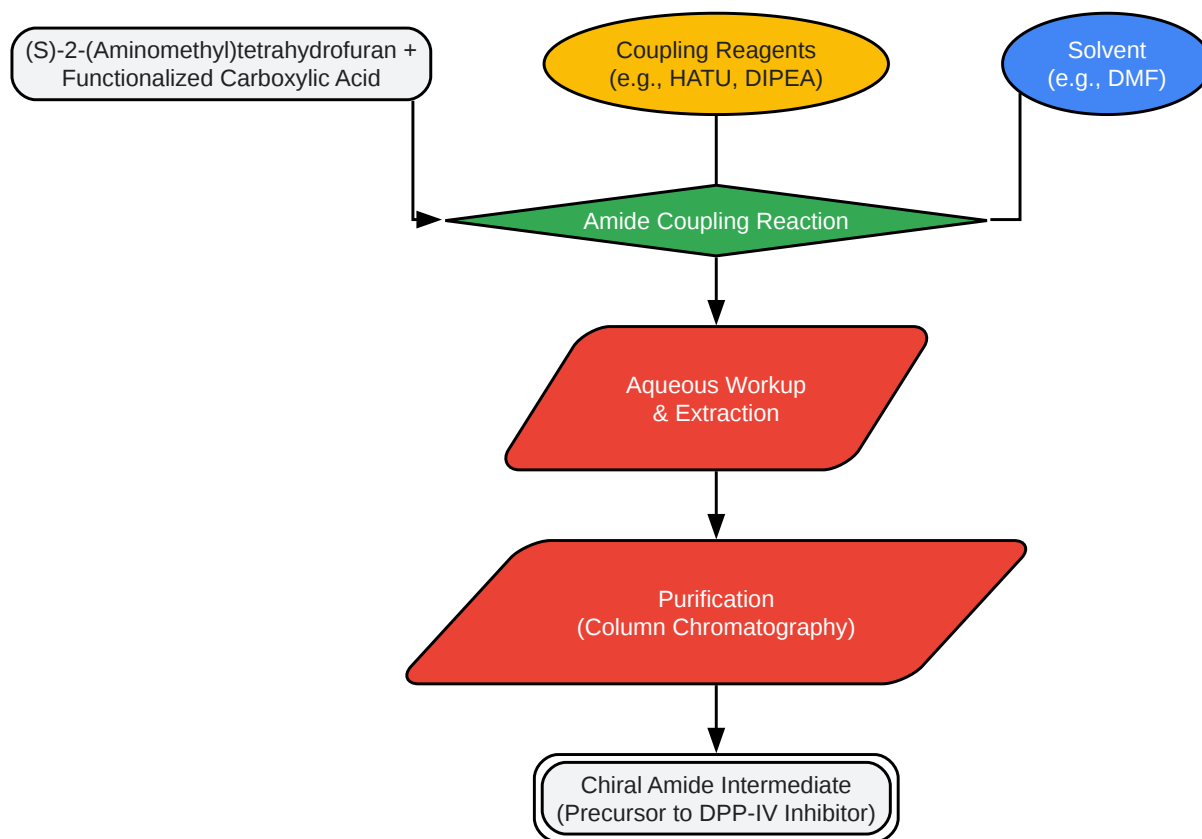 (S)-2-(Aminomethyl)tetrahydrofuran +
Functionalized Carboxylic Acid
Coupling Reagents
(e.g., HATU, DIPEA)
Solvent
(e.g., DMF)
Amide Coupling Reaction
Aqueous Workup
& Extraction
Purification
(Column Chromatography)
Chiral Amide Intermediate
(Precursor to DPP-IV Inhibitor)